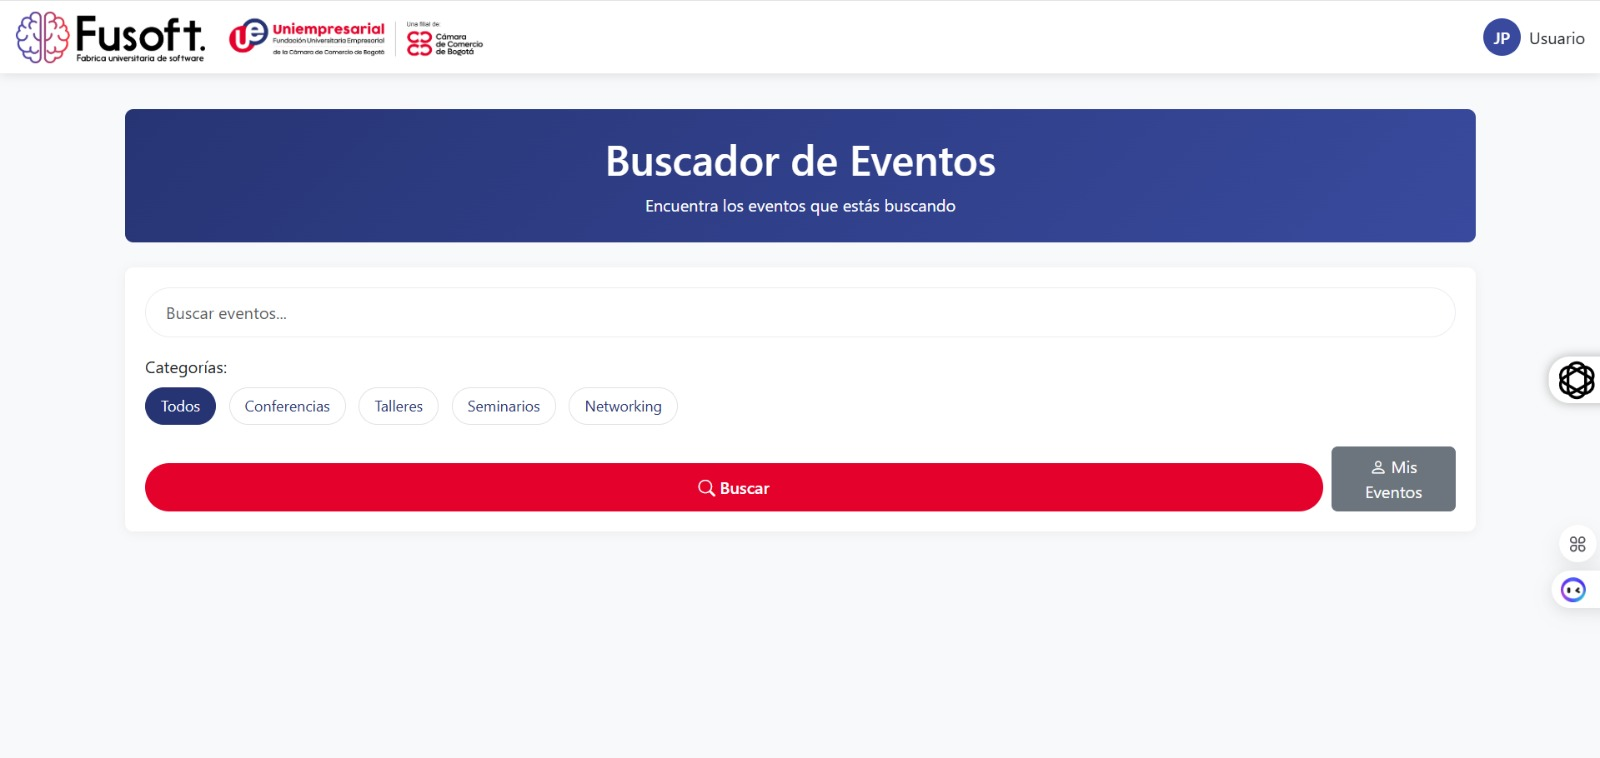 Fusoft.
Fabrica universitaria de software
Uniempresarial
Fundación Universitaria Empresarial
de la Cámara de Comercio de Bogotá
Una filial de:
Cámara
de Comercio
de Bogotá
JP Usuario
Buscador de Eventos
Encuentra los eventos que estás buscando
Buscar eventos...
Categorías:
Todos Conferencias Talleres Seminarios Networking
Buscar
Mis
Eventos